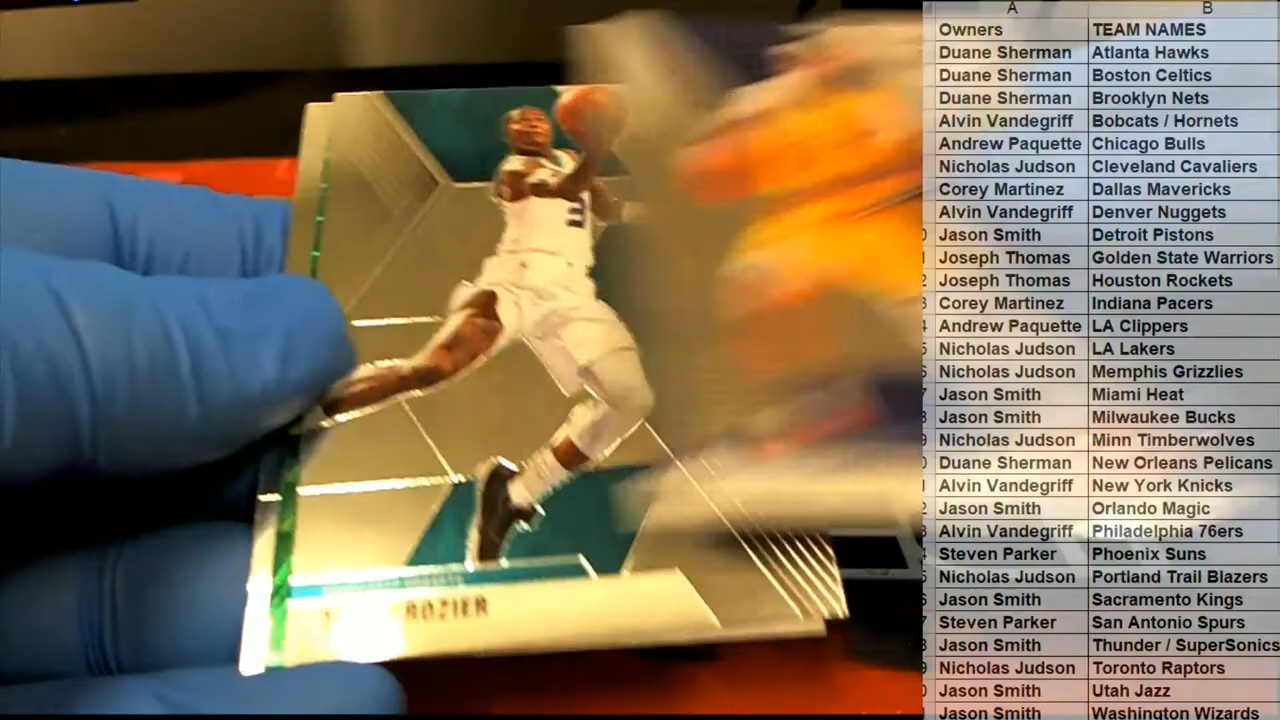 A B
Owners TEAM NAMES
Duane Sherman Atlanta Hawks
Duane Sherman Boston Celtics
Duane Sherman Brooklyn Nets
Alvin Vandegriff Bobcats / Hornets
Andrew Paquette Chicago Bulls
Nicholas Judson Cleveland Cavaliers
Corey Martinez Dallas Mavericks
Alvin Vandegriff Denver Nuggets
Jason Smith Detroit Pistons
Joseph Thomas Golden State Warriors
Joseph Thomas Houston Rockets
Corey Martinez Indiana Pacers
Andrew Paquette LA Clippers
Nicholas Judson LA Lakers
Nicholas Judson Memphis Grizzlies
Jason Smith Miami Heat
Jason Smith Milwaukee Bucks
Nicholas Judson Minn Timberwolves
Duane Sherman New Orleans Pelicans
Alvin Vandegriff New York Knicks
Jason Smith Orlando Magic
Alvin Vandegriff Philadelphia 76ers
Steven Parker Phoenix Suns
Nicholas Judson Portland Trail Blazers
Jason Smith Sacramento Kings
Steven Parker San Antonio Spurs
Jason Smith Thunder / SuperSonics
Nicholas Judson Toronto Raptors
Jason Smith Utah Jazz
Jason Smith Washington Wizards
3
ROZIER